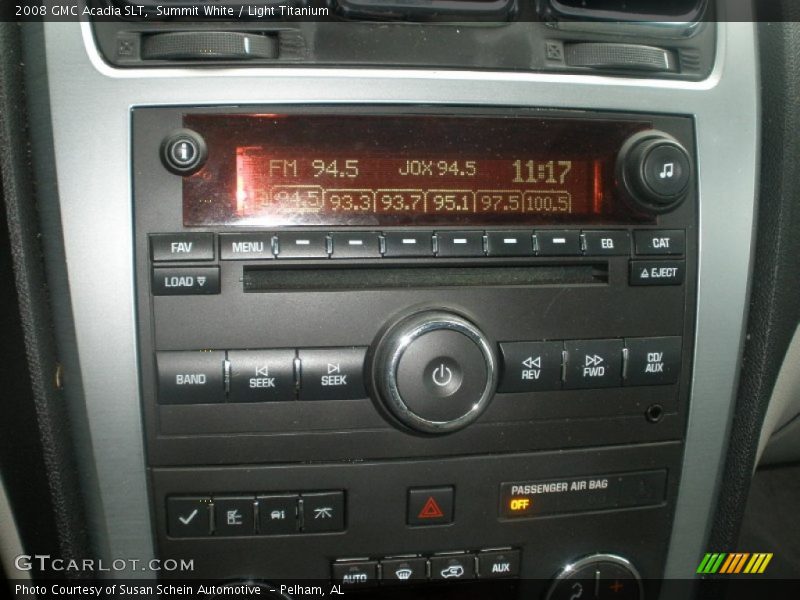 2008 GMC Acadia SLT, Summit White / Light Titanium
FM 94.5 JOX 94.5 11:17
94.5 93.3 93.7 95.1 97.5 100.5
FAV MENU EQ CAT
LOAD EJECT
BAND SEEK SEEK REV FWD CD/AUX
PASSENGER AIR BAG
OFF
AUTO AUX
GTCARLOT.COM
Photo Courtesy of Susan Schein Automotive - Pelham, AL